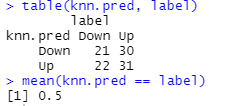 > table(knn.pred, label)
label
knn.pred Down Up
Down 21 30
Up 22 31
> mean(knn.pred == label)
[1] 0.5